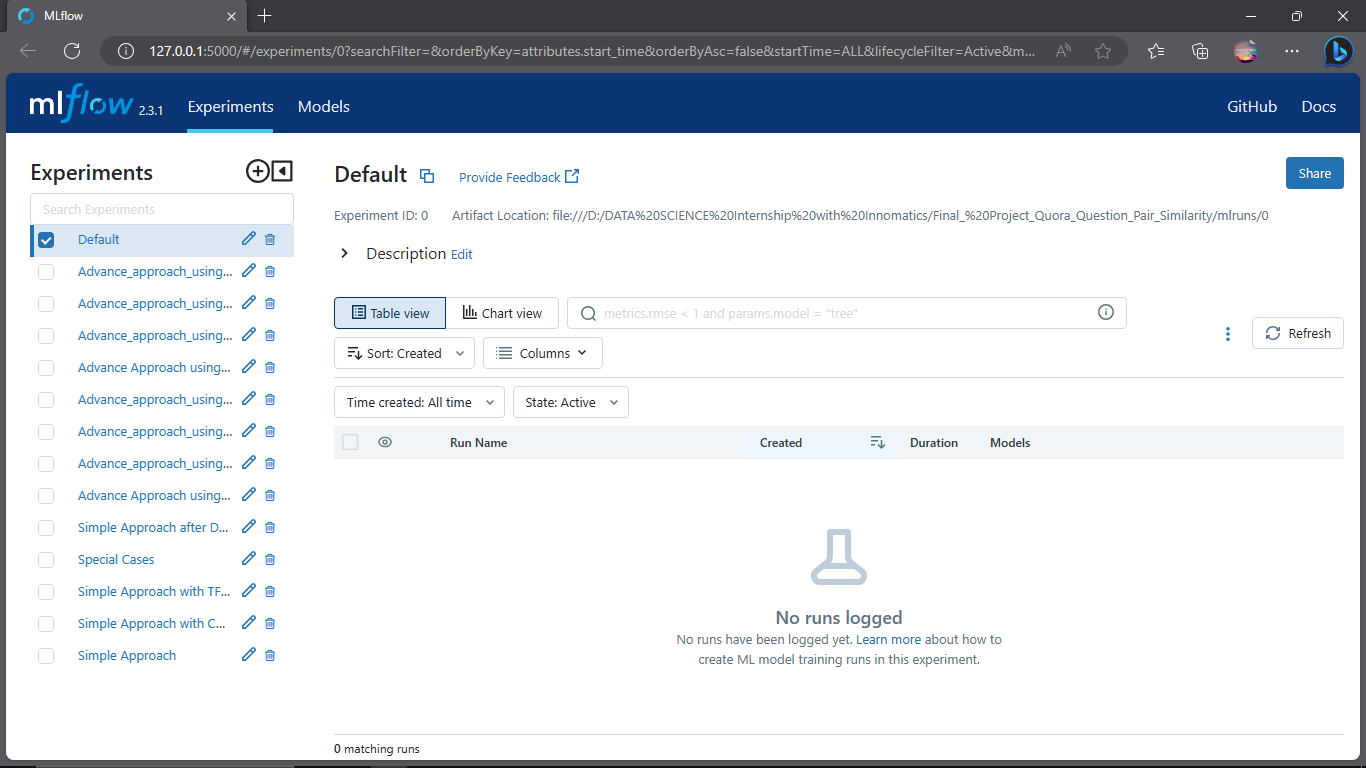 MLflow
127.0.0.1:5000/#/experiments/0?searchFilter=&orderByKey=attributes.start_time&orderByAsc=false&startTime=ALL&lifecycleFilter=Active&m...
mlflow 2.3.1 Experiments Models GitHub Docs
Experiments
Search Experiments
Default
Advance_approach_using...
Advance_approach_using...
Advance_approach_using...
Advance Approach using...
Advance_approach_using...
Advance_approach_using...
Advance_approach_using...
Advance Approach using...
Simple Approach after D...
Special Cases
Simple Approach with TF...
Simple Approach with C...
Simple Approach
Default Provide Feedback Share
Experiment ID: 0 Artifact Location: file:///D:/DATA%20SCIENCE%20Internship%20with%20Innomatics/Final_%20Project_Quora_Question_Pair_Similarity/mlruns/0
Description Edit
Table view Chart view metrics.rmse < 1 and params.model = "tree"
Refresh
Sort: Created Columns
Time created: All time State: Active
Run Name Created Duration Models
No runs logged
No runs have been logged yet. Learn more about how to
create ML model training runs in this experiment.
0 matching runs